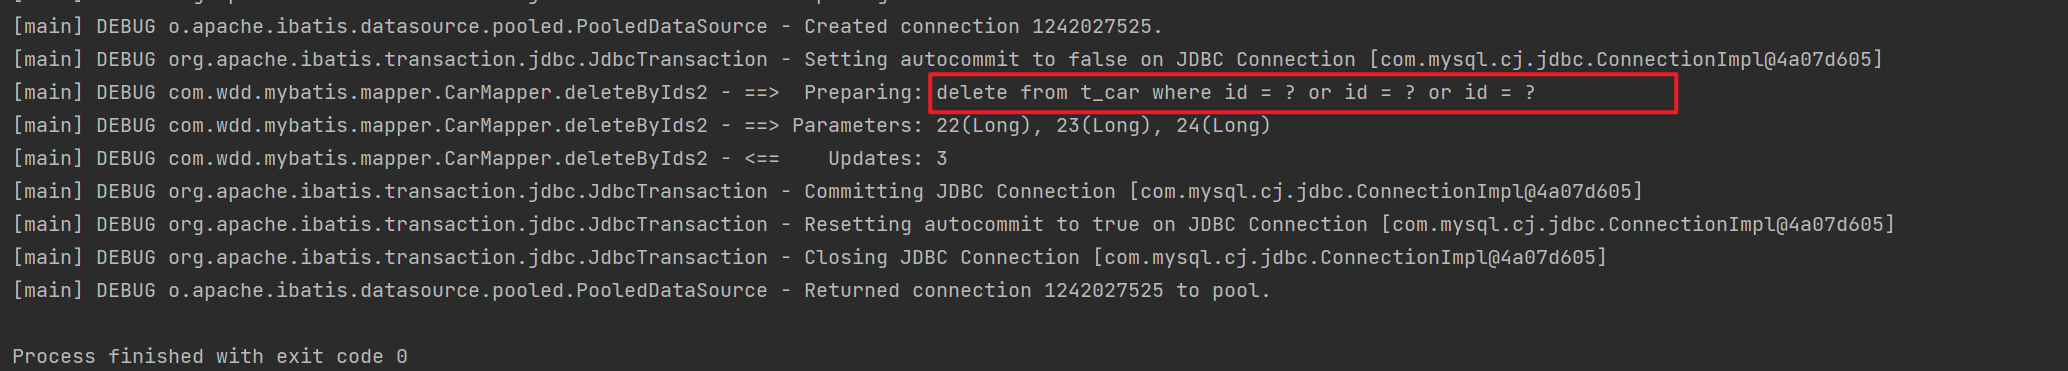 [main] DEBUG o.apache.ibatis.datasource.pooled.PooledDataSource - Created connection 1242027525.
[main] DEBUG org.apache.ibatis.transaction.jdbc.JdbcTransaction - Setting autocommit to false on JDBC Connection [com.mysql.cj.jdbc.ConnectionImpl@4a07d605]
[main] DEBUG com.wdd.mybatis.mapper.CarMapper.deleteByIds2 - ==>  Preparing: delete from t_car where id = ? or id = ? or id = ?
[main] DEBUG com.wdd.mybatis.mapper.CarMapper.deleteByIds2 - ==> Parameters: 22(Long), 23(Long), 24(Long)
[main] DEBUG com.wdd.mybatis.mapper.CarMapper.deleteByIds2 - <==    Updates: 3
[main] DEBUG org.apache.ibatis.transaction.jdbc.JdbcTransaction - Committing JDBC Connection [com.mysql.cj.jdbc.ConnectionImpl@4a07d605]
[main] DEBUG org.apache.ibatis.transaction.jdbc.JdbcTransaction - Resetting autocommit to true on JDBC Connection [com.mysql.cj.jdbc.ConnectionImpl@4a07d605]
[main] DEBUG org.apache.ibatis.transaction.jdbc.JdbcTransaction - Closing JDBC Connection [com.mysql.cj.jdbc.ConnectionImpl@4a07d605]
[main] DEBUG o.apache.ibatis.datasource.pooled.PooledDataSource - Returned connection 1242027525 to pool.
Process finished with exit code 0